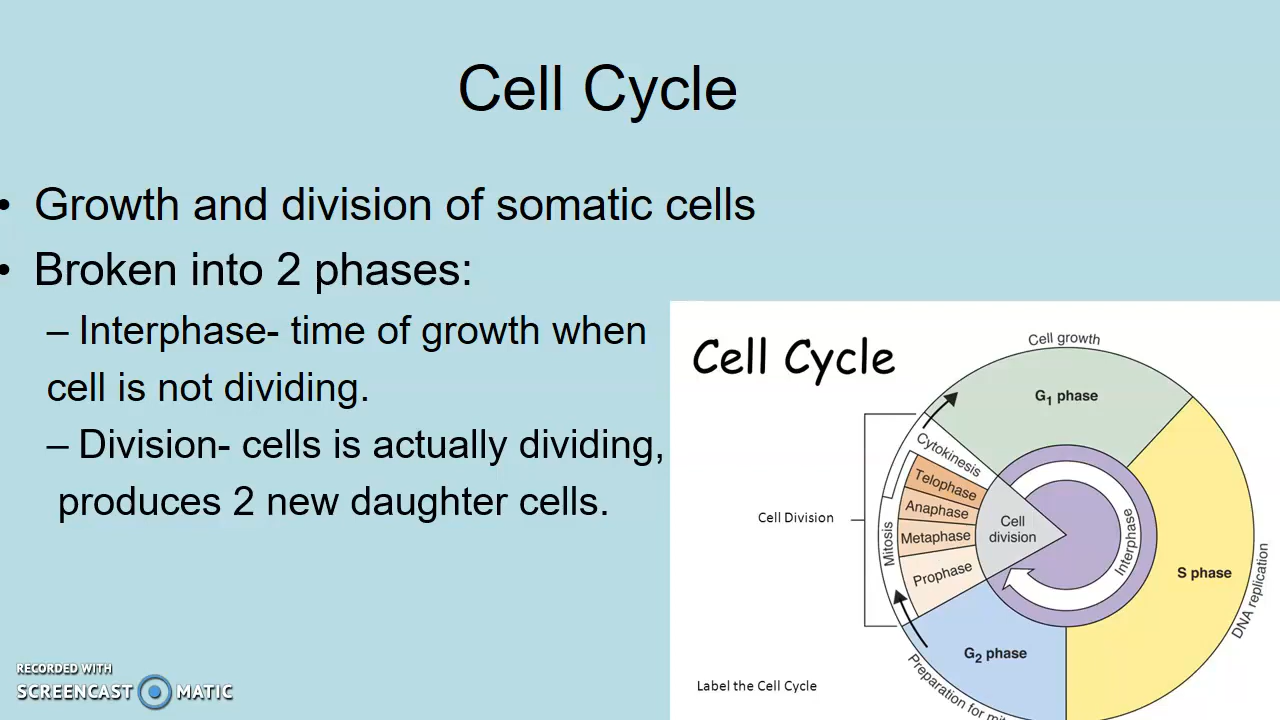 Cell Cycle
• Growth and division of somatic cells
• Broken into 2 phases:
– Interphase- time of growth when
cell is not dividing.
– Division- cells is actually dividing,
produces 2 new daughter cells.
Cell Cycle
Cell growth
G1 phase
Cytokinesis
Telophase
Anaphase
Metaphase
Prophase
Mitosis
Cell Division
Cell
division
Interphase
S phase
DNA replication
G2 phase
Preparation for
Label the Cell Cycle
RECORDED WITH
SCREENCAST MATIC